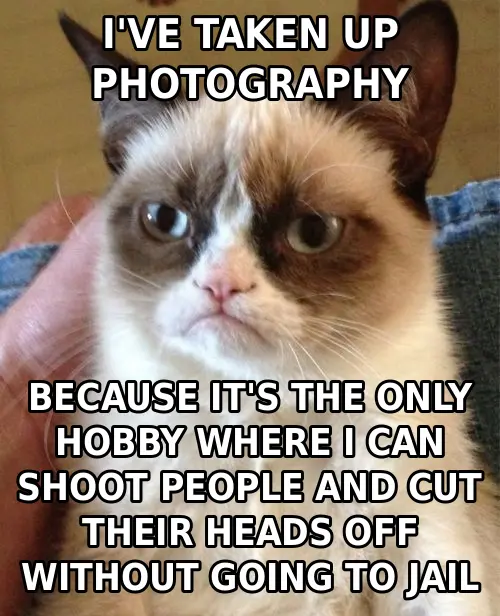 I'VE TAKEN UP
PHOTOGRAPHY
BECAUSE IT'S THE ONLY
HOBBY WHERE I CAN
SHOOT PEOPLE AND CUT
THEIR HEADS OFF
WITHOUT GOING TO JAIL